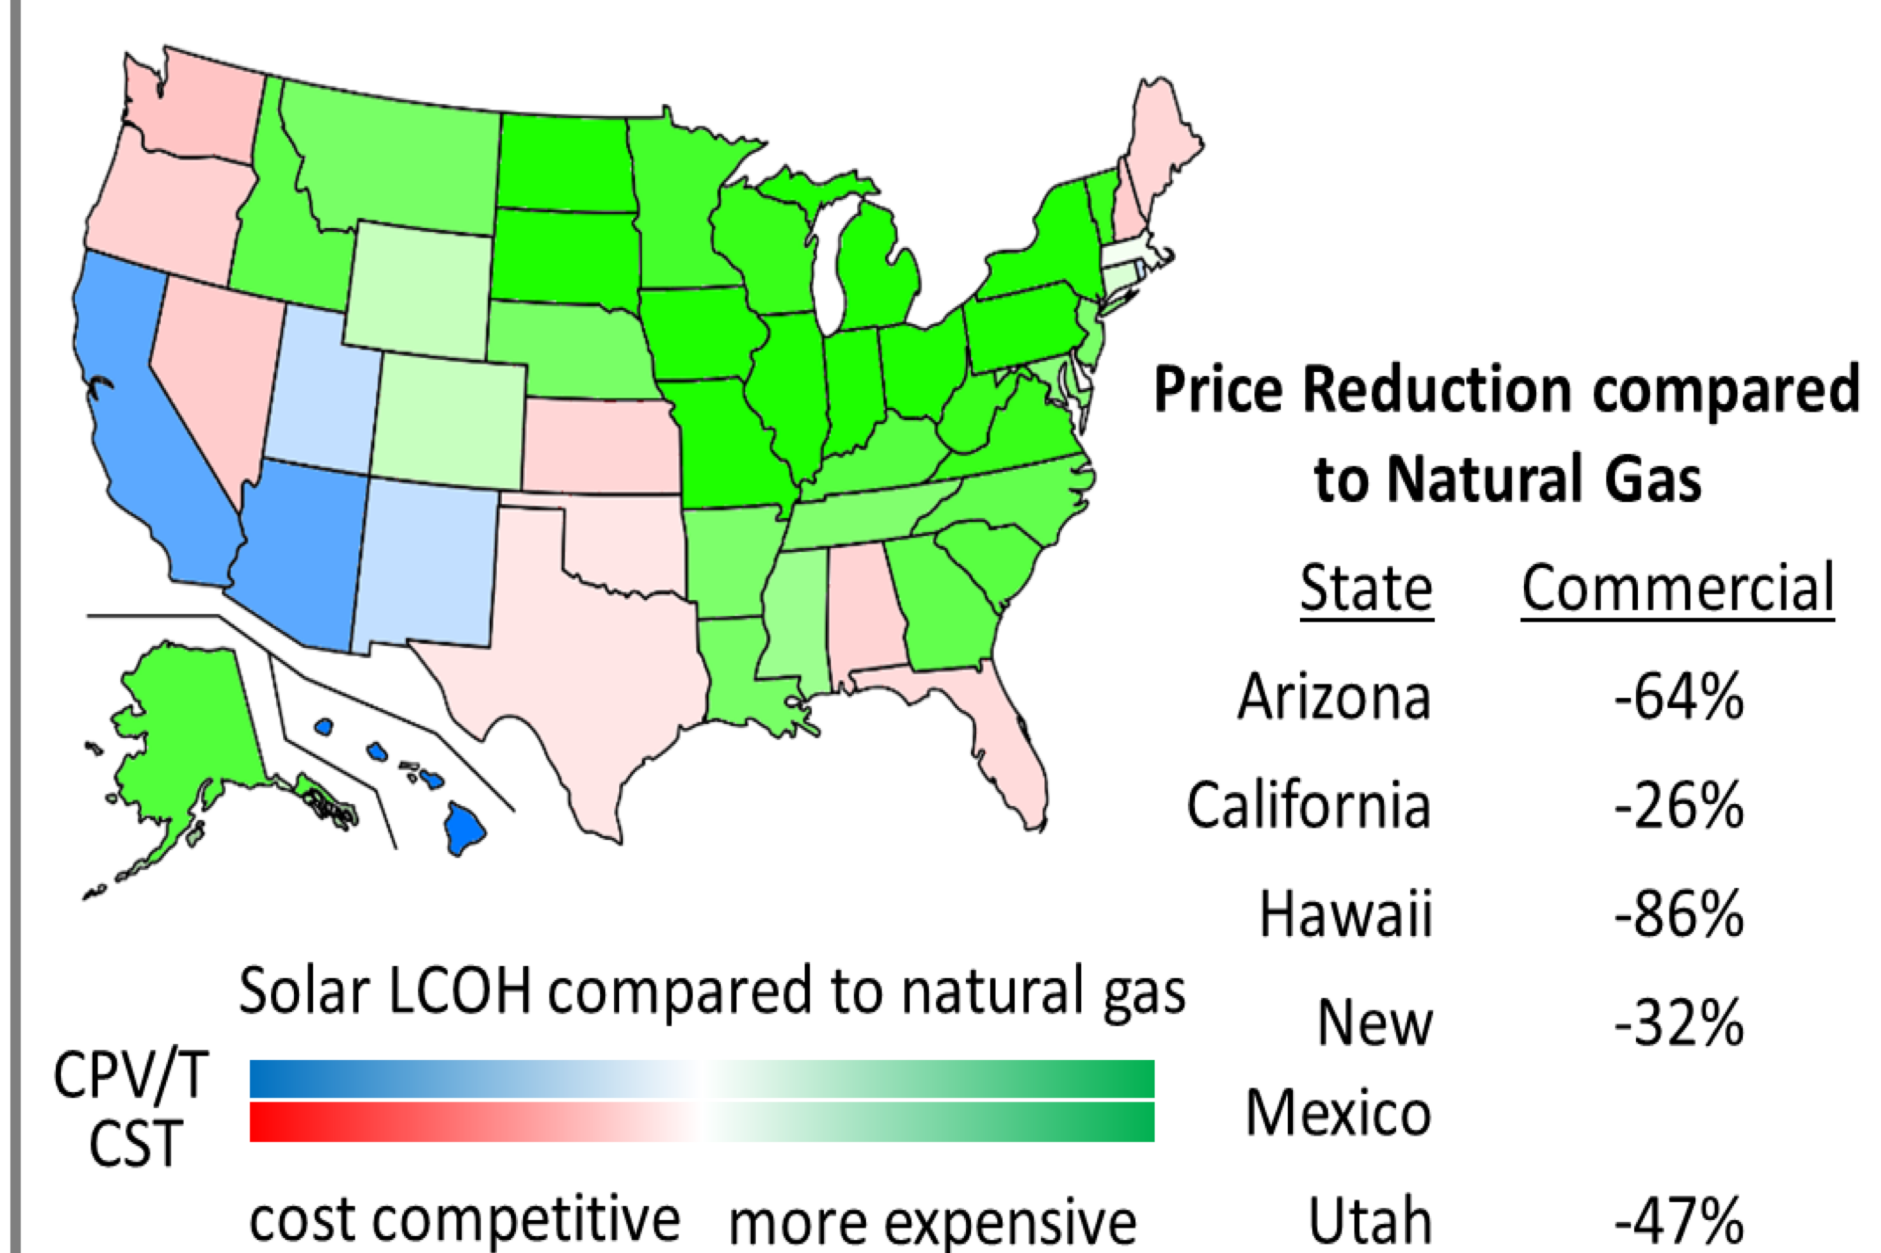 Price Reduction compared
to Natural Gas
State Commercial
Arizona -64%
California -26%
Hawaii -86%
New -32%
Mexico
Utah -47%
Solar LCOH compared to natural gas
CPV/T
CST
cost competitive more expensive